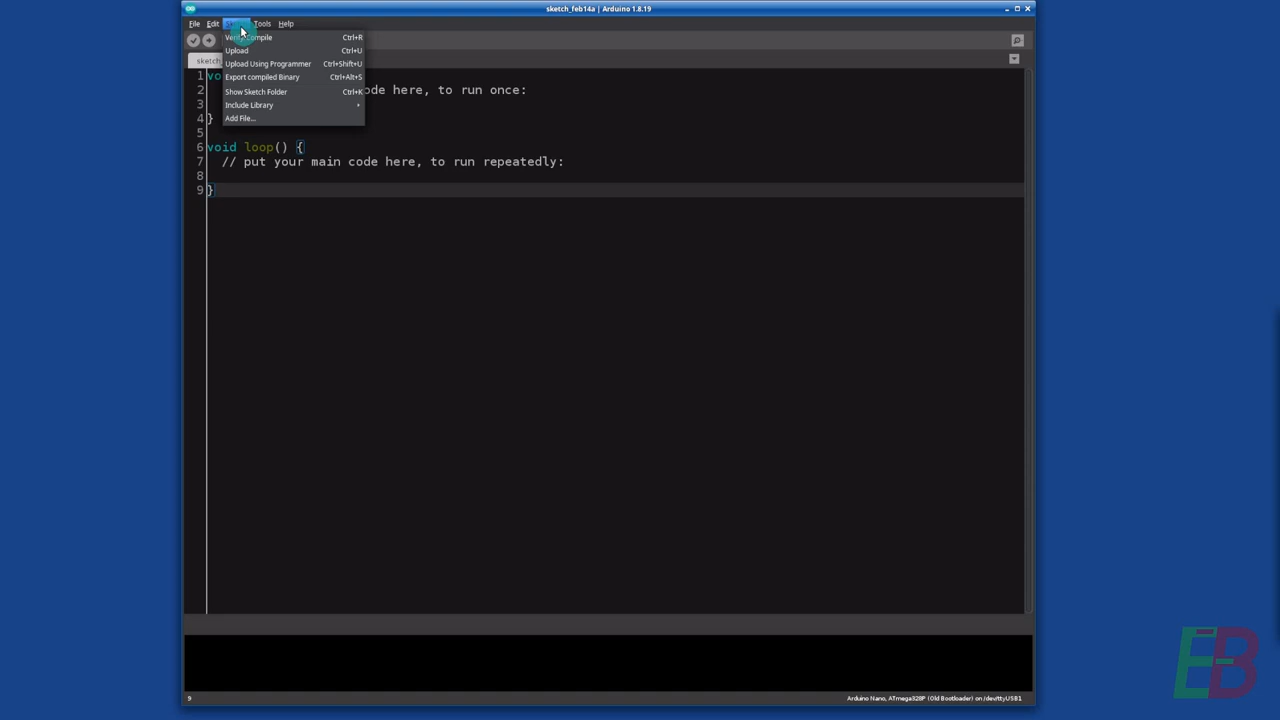 sketch_feb14a | Arduino 1.8.19
File Edit Tools Help
Compile Ctrl+R
Upload Ctrl+U
Upload Using Programmer Ctrl+Shift+U
Export compiled Binary Ctrl+Alt+S
Show Sketch Folder Ctrl+K
Include Library
Add File...
sketch_
1 vo
2 ode here, to run once:
3
4 }
5
6 void loop() {
7 // put your main code here, to run repeatedly:
8
9 }
9 Arduino Nano, ATmega328P (Old Bootloader) on /dev/ttyUSB1
EB